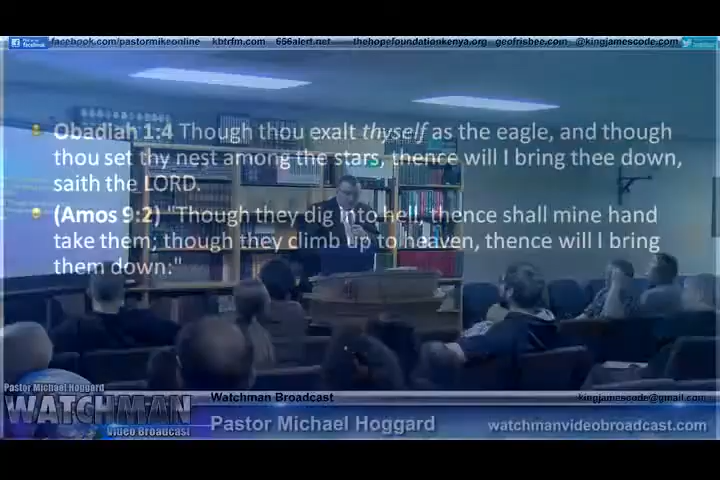 facebook.com/pastormikeonline kbtrfm.com 656alert.net thehopefoundationkenya.org geofrisbee.com @kingjamescode.com
Obadiah 1:4 Though thou exalt thyself as the eagle, and though
thou set thy nest among the stars, thence will I bring thee down,
saith the LORD.
(Amos 9:2) "Though they dig into hell, thence shall mine hand
take them; though they climb up to heaven, thence will I bring
them down:"
Pastor Michael Hoggard
WATCHMAN
Video Broadcast
Watchman Broadcast
kingjamescode@gmail.com
Pastor Michael Hoggard
watchmanvideobroadcast.com